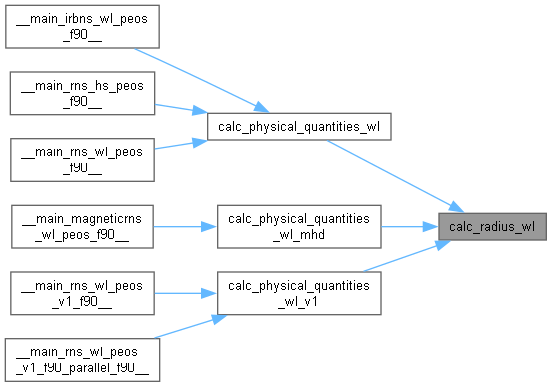 __main_irbns_wl_peos
_f90__
__main_rns_hs_peos
_f90__
__main_rns_wl_peos
_f90__
__main_magneticrns
_wl_peos_f90__
__main_rns_wl_peos
_v1_f90__
__main_rns_wl_peos
_v1_f90_parallel_f90__
calc_physical_quantities_wl
calc_physical_quantities
_wl_mhd
calc_physical_quantities
_wl_v1
calc_radius_wl